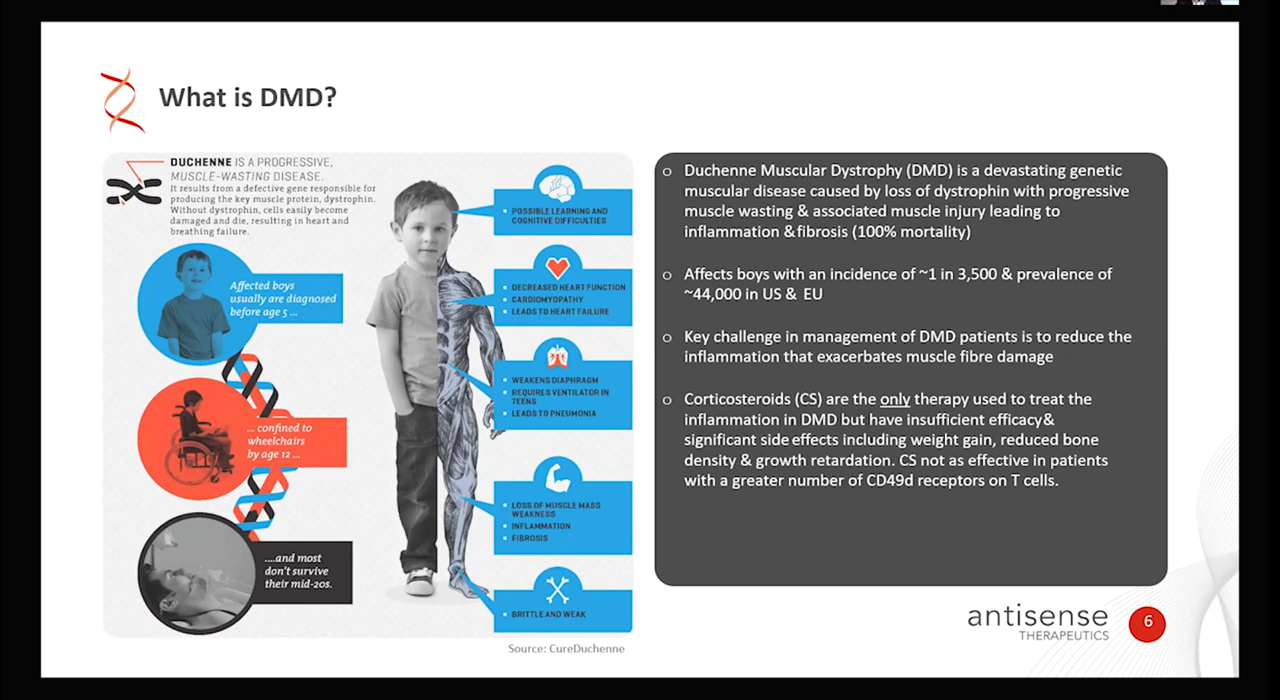 What is DMD?
DUCHENNE IS A PROGRESSIVE,
MUSCLE-WASTING DISEASE.
It results from a defective gene responsible for
producing the key muscle protein, dystrophin.
Without dystrophin, cells easily become
damaged and die, resulting in heart and
breathing failure.
Affected boys
usually are diagnosed
before age 5 ...
... confined to
wheelchairs
by age 12 ...
....and most
don't survive
their mid-20s.
POSSIBLE LEARNING AND
COGNITIVE DIFFICULTIES
DECREASED HEART FUNCTION
CARDIOMYOPATHY
LEADS TO HEART FAILURE
WEAKENS DIAPHRAGM
REQUIRES VENTILATOR IN
TEENS
LEADS TO PNEUMONIA
LOSS OF MUSCLE MASS
WEAKNESS
INFLAMMATION
FIBROSIS
BRITTLE AND WEAK
Source: CureDuchenne
o Duchenne Muscular Dystrophy (DMD) is a devastating genetic
muscular disease caused by loss of dystrophin with progressive
muscle wasting & associated muscle injury leading to
inflammation & fibrosis (100% mortality)
o Affects boys with an incidence of ~1 in 3,500 & prevalence of
~44,000 in US & EU
o Key challenge in management of DMD patients is to reduce the
inflammation that exacerbates muscle fibre damage
o Corticosteroids (CS) are the only therapy used to treat the
inflammation in DMD but have insufficient efficacy &
significant side effects including weight gain, reduced bone
density & growth retardation. CS not as effective in patients
with a greater number of CD49d receptors on T cells.
antisense
THERAPEUTICS
6